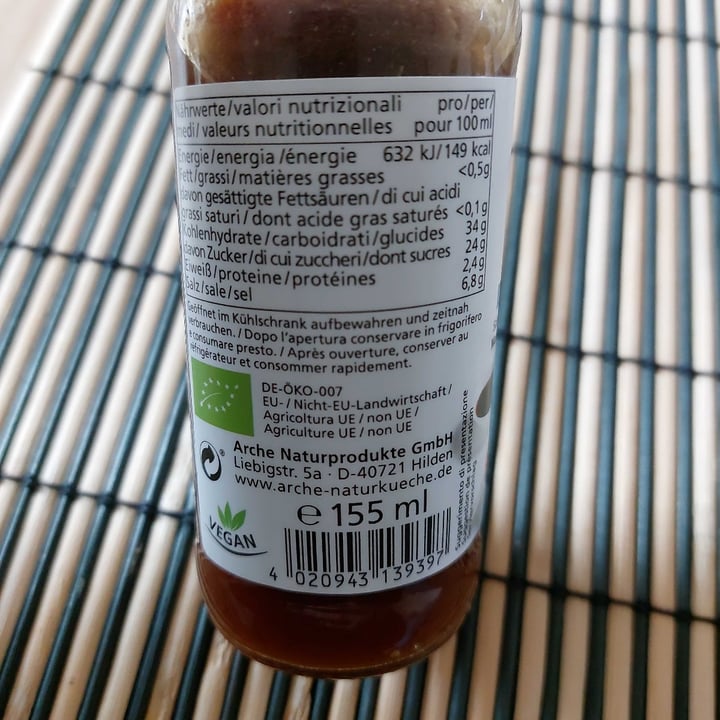 Nährwerte/valori nutrizionali pro/per/
medi/valeurs nutritionnelles pour 100 ml
Energie/energia/énergie 632 kJ/149 kcal
Fett/grassi/matières grasses <0,5g
davon gesättigte Fettsäuren/di cui acidi
grassi saturi/dont acide gras saturés <0,1g
Kohlenhydrate/carboidrati/glucides 34g
davon Zucker/di cui zuccheri/dont sucres 24g
Eiweiß/proteine/protéines 2,4g
Salz/sale/sel 6,8g
Geöffnet im Kühlschrank aufbewahren und zeitnah
verbrauchen./Dopo l'apertura conservare in frigorifero
e consumare presto./Après ouverture, conserver au
réfrigérateur et consommer rapidement.
DE-ÖKO-007
EU-/Nicht-EU-Landwirtschaft/
Agricoltura UE/non UE/
Agriculture UE/non UE
Arche Naturprodukte GmbH
Liebigstr. 5a · D-40721 Hilden
www.arche-naturkueche.de
VEGAN
℮ 155 ml
4 020943 139397
suggerimento di presentazione
Suggestion de présentation